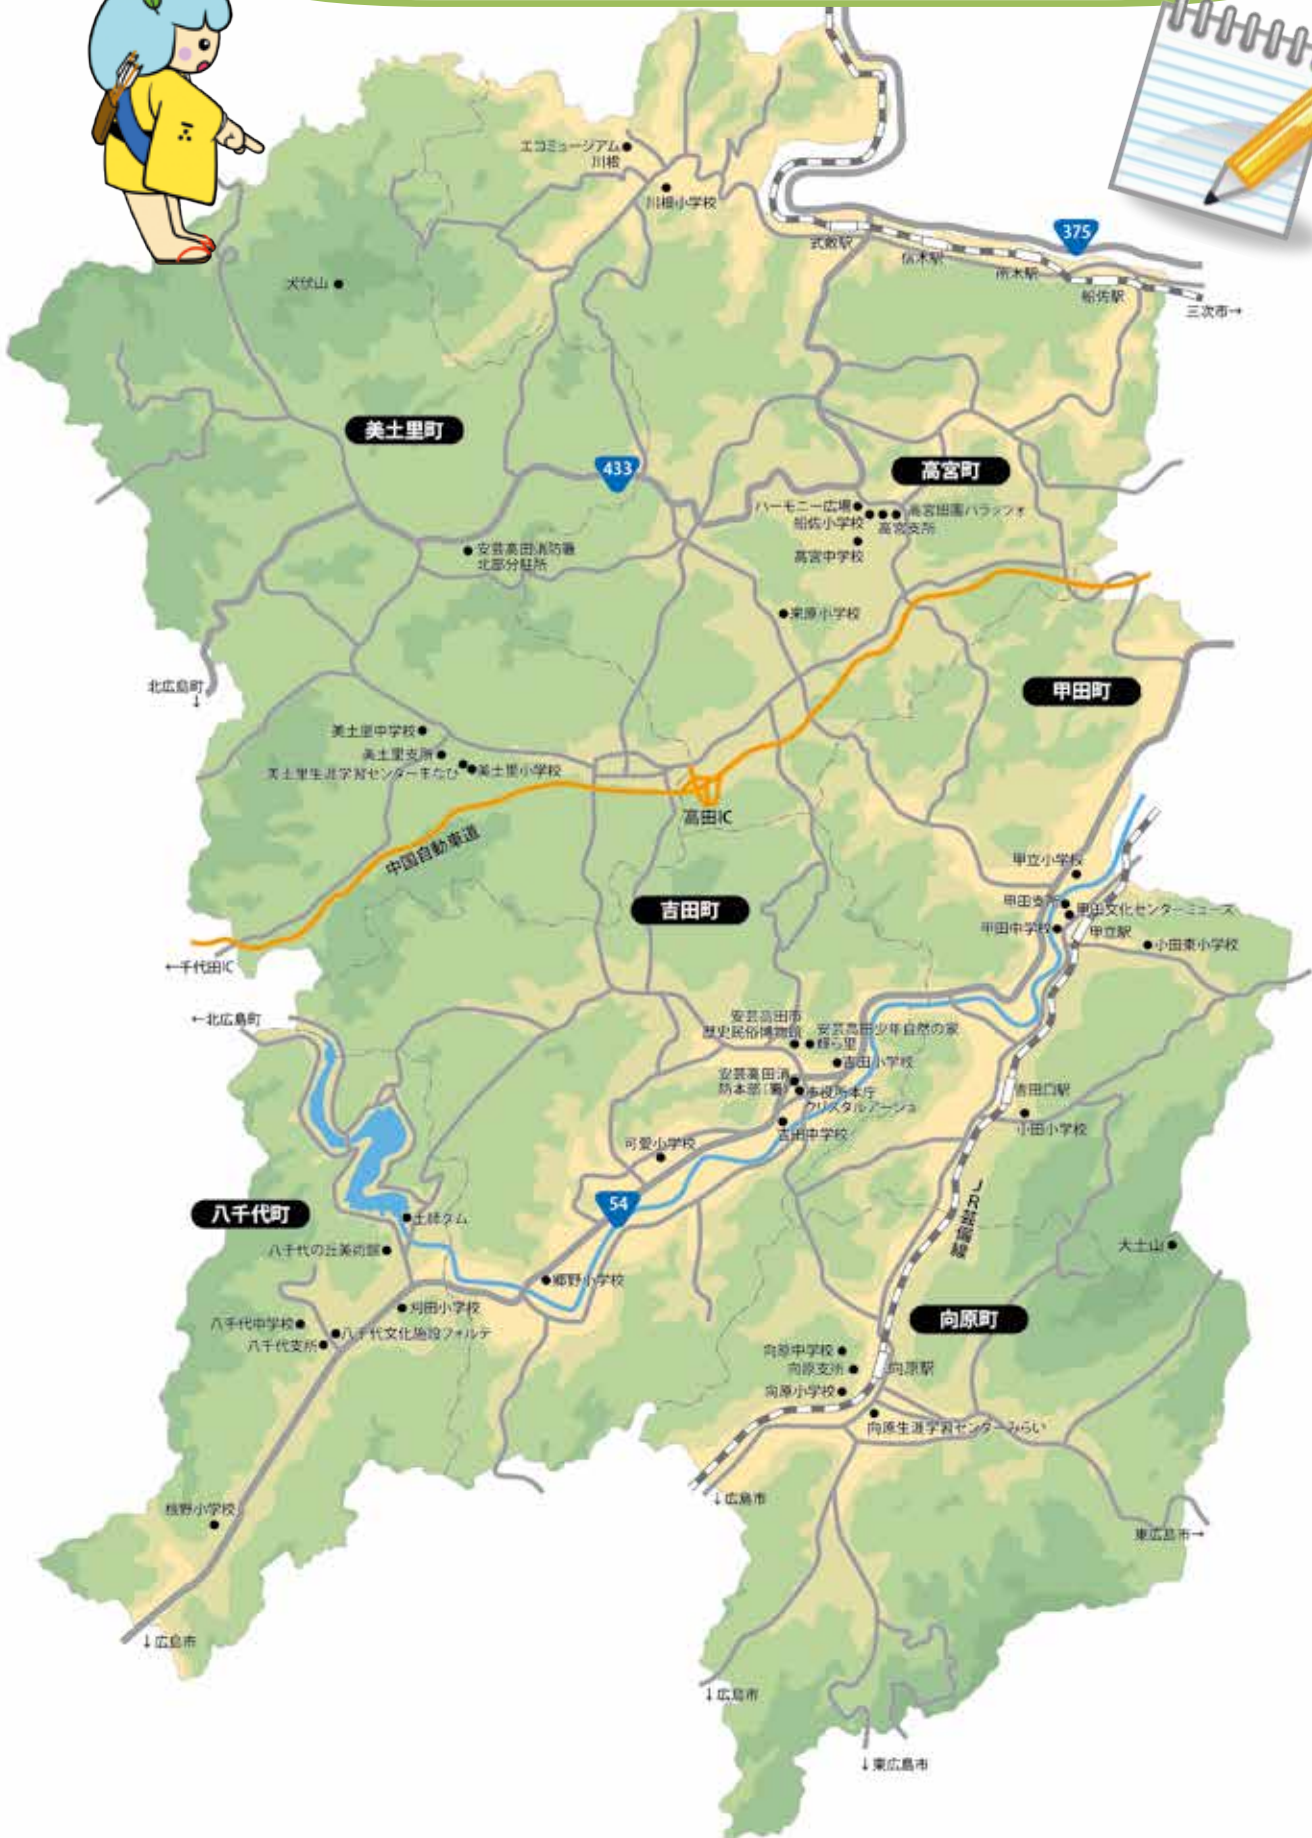 エコミュージアム
川根
川根小学校
式敷駅
信木駅
所木駅
船佐駅
375
三次市→
犬伏山
美土里町
433
高宮町
ハーモニー広場
高宮田園パラッツォ
船佐小学校
高宮支所
高宮中学校
安芸高田消防署
北部分駐所
来原小学校
北広島町
↓
甲田町
美土里中学校
美土里支所
美土里生涯学習センターまなび
美土里小学校
高田IC
中国自動車道
甲立小学校
吉田町
甲田支所
甲田文化センターミューズ
甲田中学校
甲立駅
小田東小学校
←千代田IC
←北広島町
安芸高田市
歴史民俗博物館
安芸高田少年自然の家
輝ら里
吉田小学校
安芸高田消
防本部(署)
市役所本庁
クリスタルアージョ
吉田中学校
吉田口駅
小田小学校
可愛小学校
54
八千代町
土師ダム
八千代の丘美術館
JR芸備線
大土山
郷野小学校
刈田小学校
八千代中学校
八千代文化施設フォルテ
八千代支所
向原町
向原中学校
向原支所
向原駅
向原小学校
向原生涯学習センターみらい
↓広島市
根野小学校
東広島市→
↓広島市
↓広島市
↓東広島市